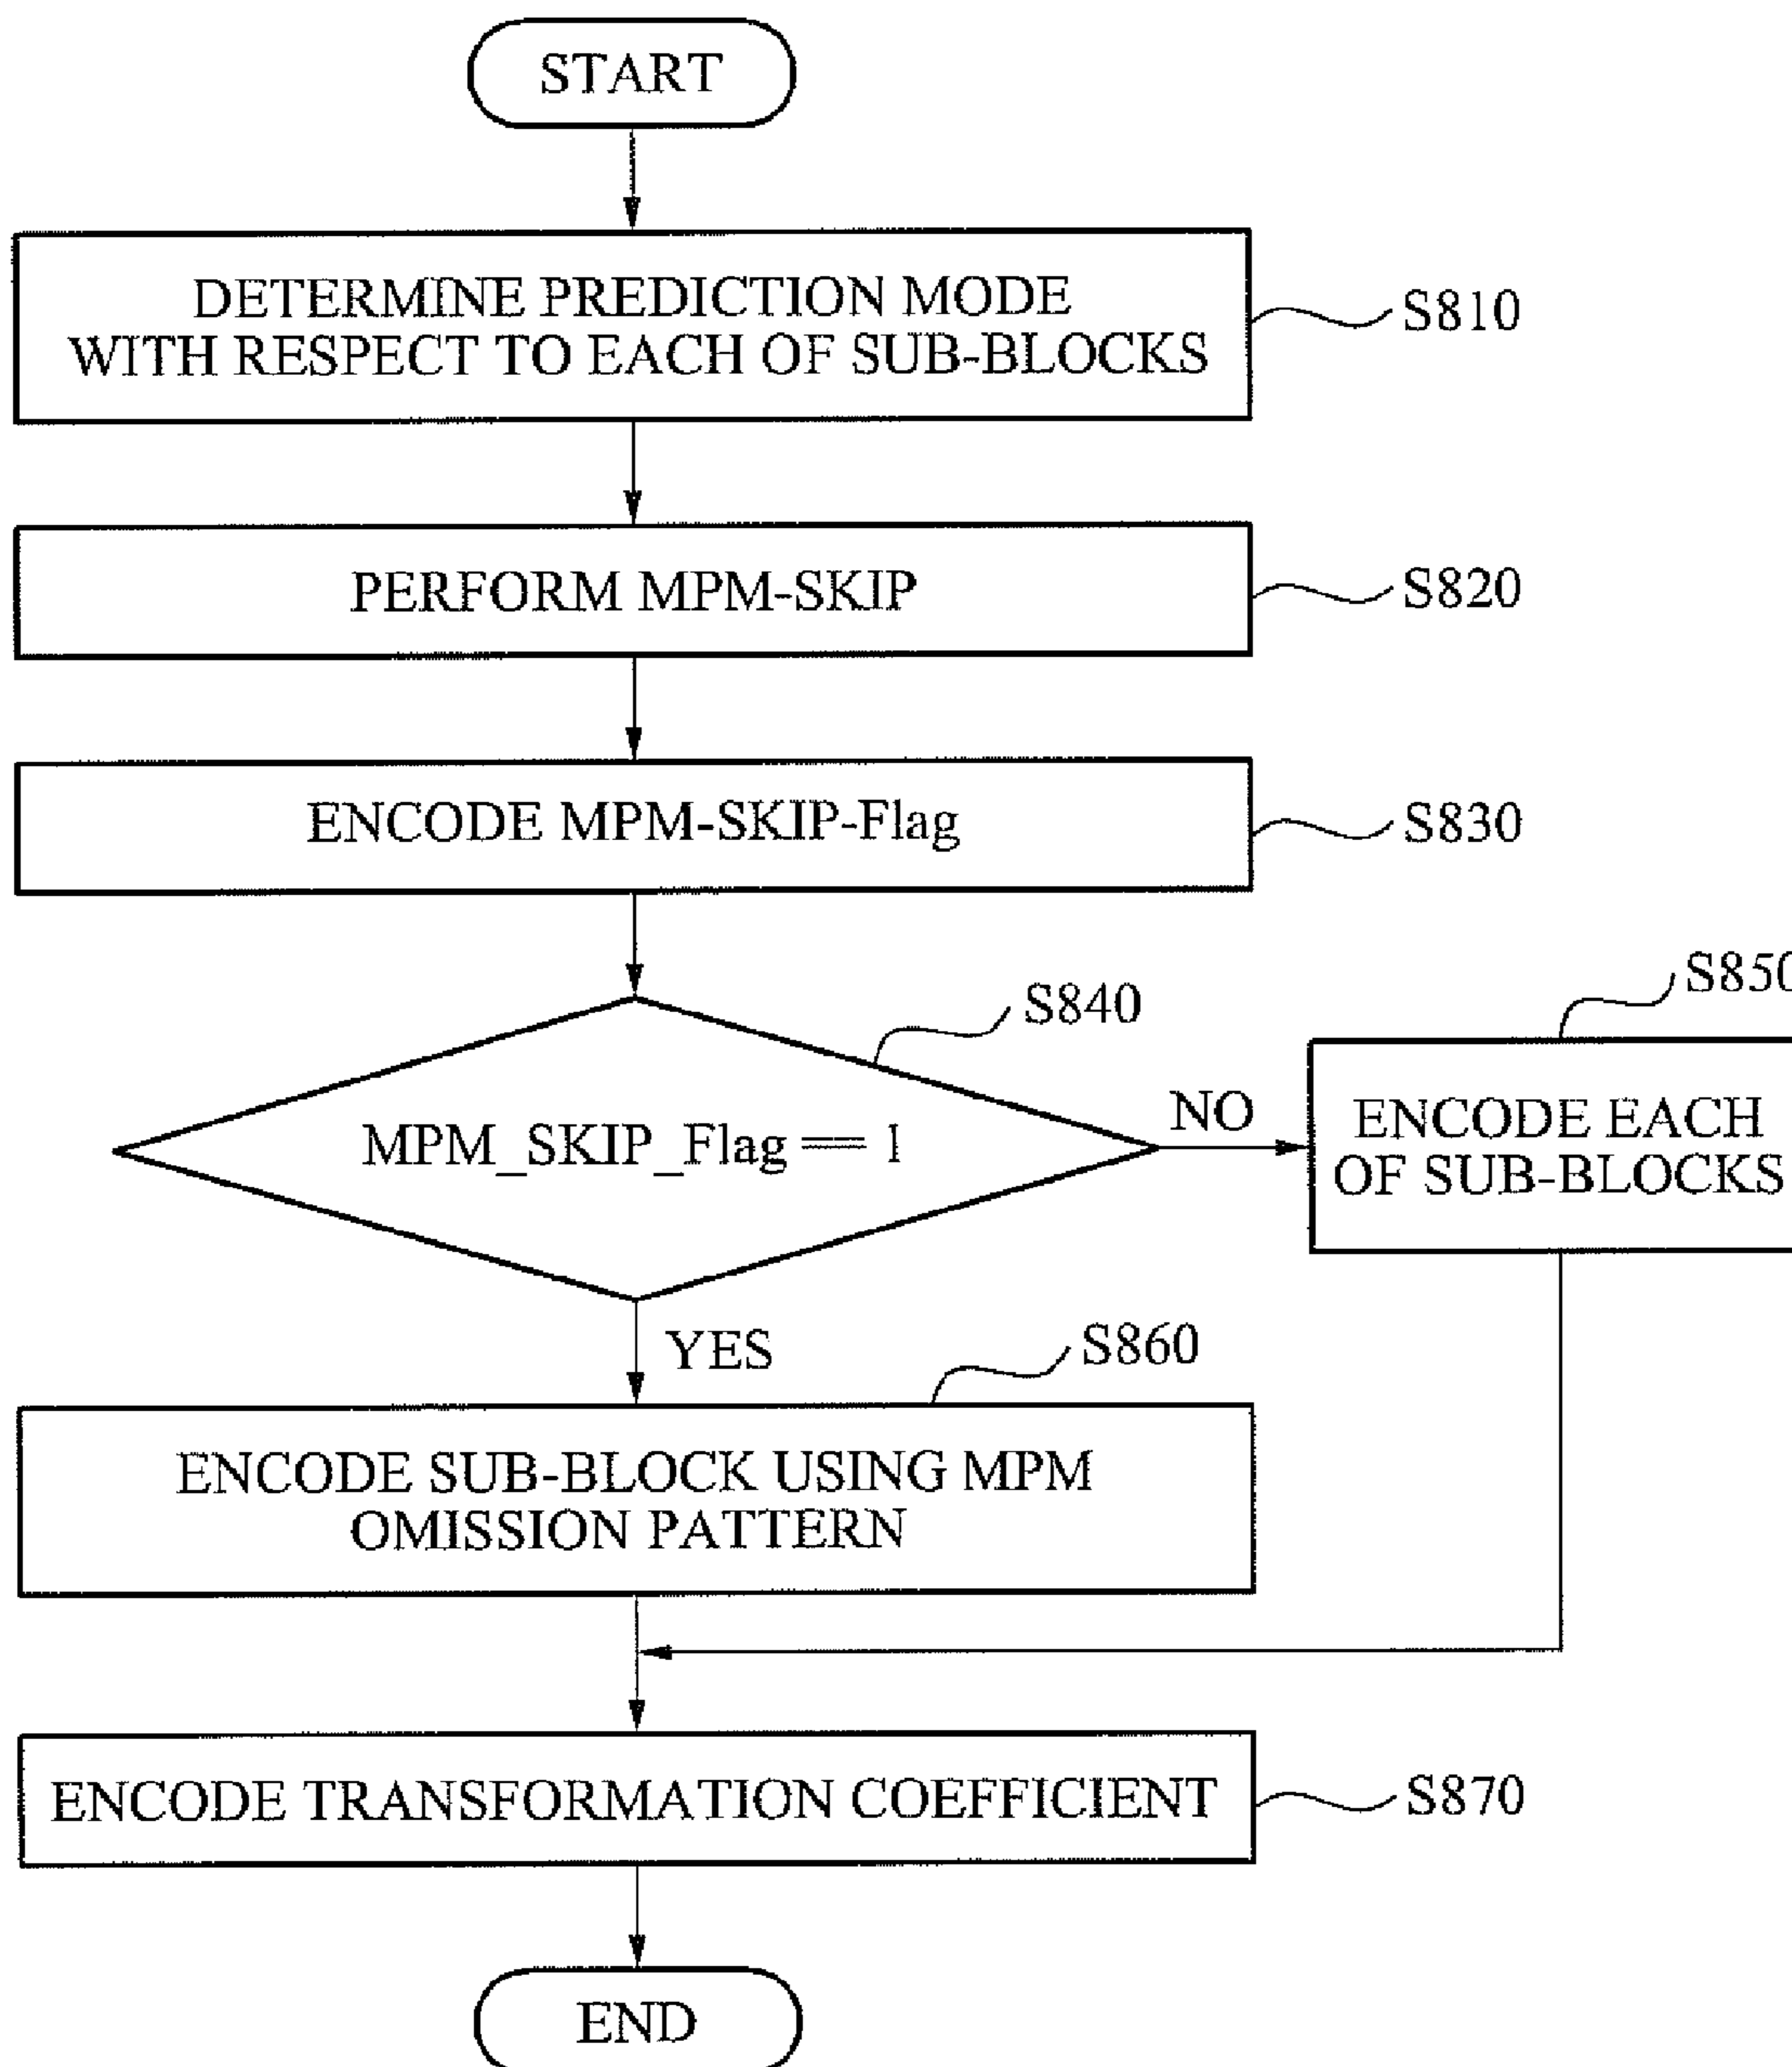 START
DETERMINE PREDICTION MODE
WITH RESPECT TO EACH OF SUB-BLOCKS
S810
PERFORM MPM-SKIP
S820
ENCODE MPM-SKIP-Flag
S830
S840
MPM_SKIP_Flag == 1
NO
S850
ENCODE EACH
OF SUB-BLOCKS
YES
S860
ENCODE SUB-BLOCK USING MPM
OMISSION PATTERN
ENCODE TRANSFORMATION COEFFICIENT
S870
END